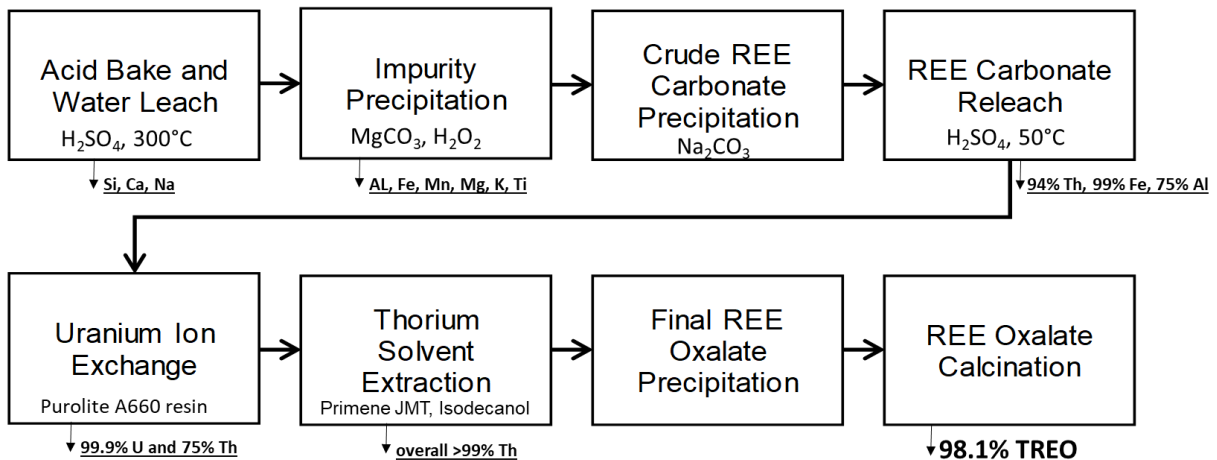 Acid Bake and
Water Leach
H₂SO₄, 300°C
Impurity
Precipitation
MgCO₃, H₂O₂
Crude REE
Carbonate
Precipitation
Na₂CO₃
REE Carbonate
Releach
H₂SO₄, 50°C
Si, Ca, Na
AL, Fe, Mn, Mg, K, Ti
94% Th, 99% Fe, 75% Al
Uranium Ion
Exchange
Purolite A660 resin
Thorium
Solvent
Extraction
Primene JMT, Isodecanol
Final REE
Oxalate
Precipitation
REE Oxalate
Calcination
99.9% U and 75% Th
overall >99% Th
98.1% TREO